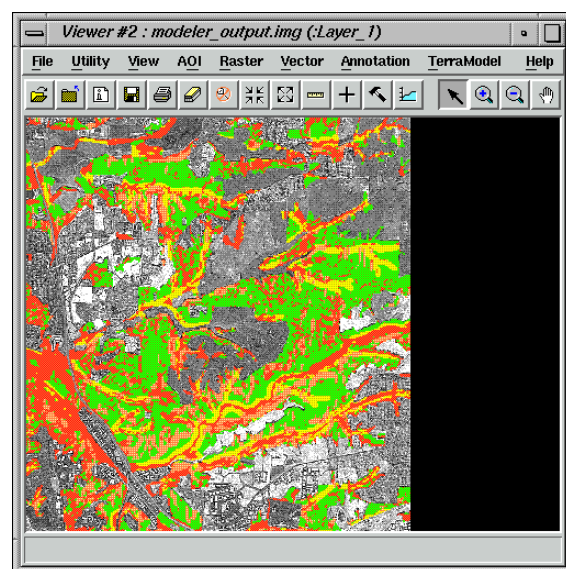 Viewer #2 : modeler_output.img (:Layer_1)
File Utility View AOI Raster Vector Annotation TerraModel Help